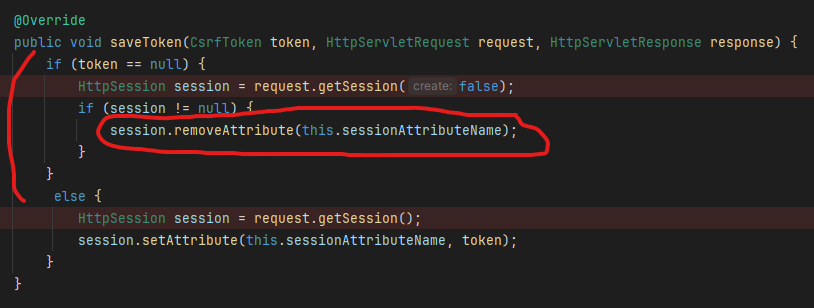 @Override
public void saveToken(CsrfToken token, HttpServletRequest request, HttpServletResponse response) {
    if (token == null) {
        HttpSession session = request.getSession( create: false);
        if (session != null) {
            session.removeAttribute(this.sessionAttributeName);
        }
    }
     else {
        HttpSession session = request.getSession();
        session.setAttribute(this.sessionAttributeName, token);
    }
}